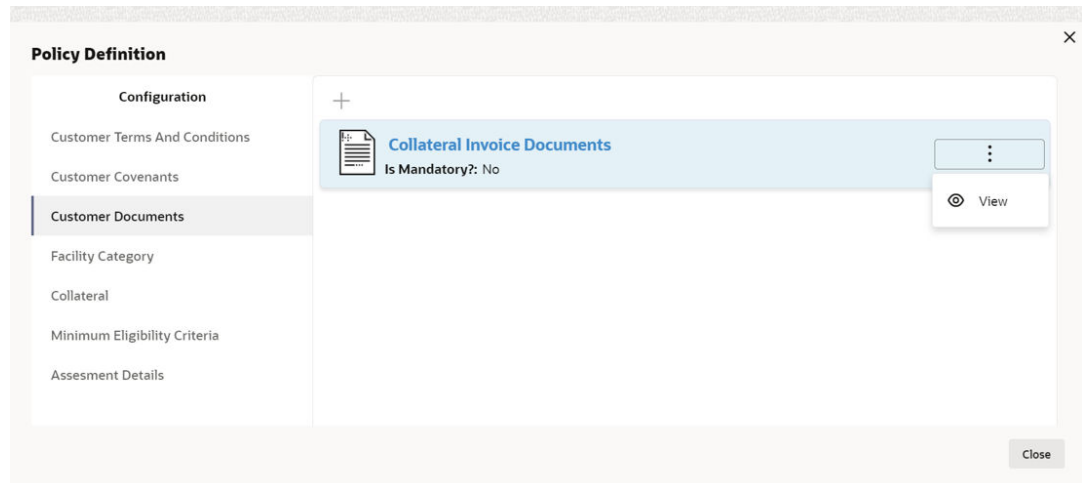 Policy Definition
Configuration
Customer Terms And Conditions
Customer Covenants
Customer Documents
Facility Category
Collateral
Minimum Eligibility Criteria
Assesment Details
Collateral Invoice Documents
Is Mandatory?: No
View
Close